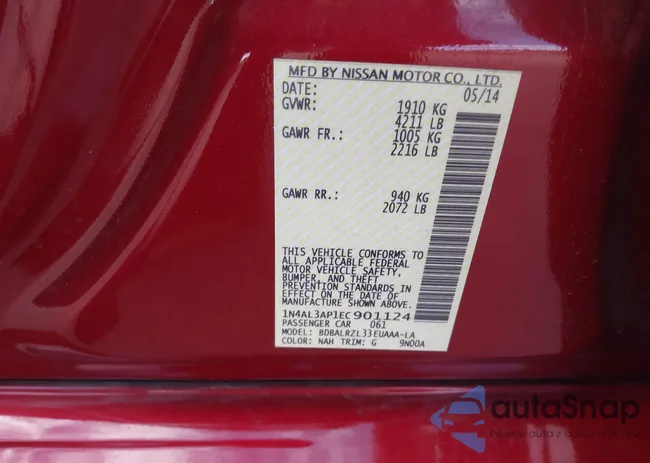 MFD BY NISSAN MOTOR CO., LTD.
DATE: 05/14
GVWR: 1910 KG
4211 LB
GAWR FR.: 1005 KG
2216 LB
GAWR RR.: 940 KG
2072 LB
THIS VEHICLE CONFORMS TO
ALL APPLICABLE FEDERAL
MOTOR VEHICLE SAFETY,
BUMPER, AND THEFT
PREVENTION STANDARDS IN
EFFECT ON THE DATE OF
MANUFACTURE SHOWN ABOVE.
1N4AL3AP1EC901124
PASSENGER CAR 061
MODEL: BDBALRZL33EUAAA-LA
COLOR: NAH TRIM: G 9N00A
autoSnap
Pewne auta z